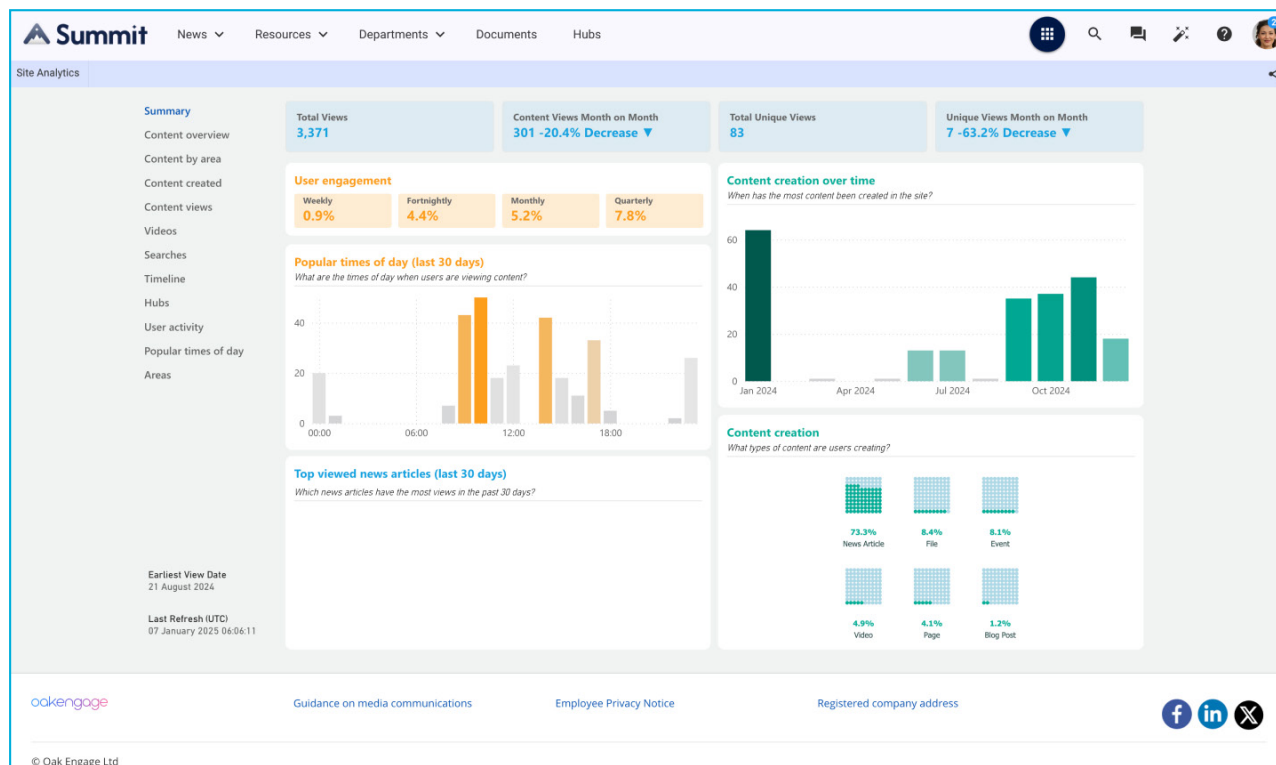 Summit
News
Resources
Departments
Documents
Hubs
Site Analytics
Summary
Content overview
Content by area
Content created
Content views
Videos
Searches
Timeline
Hubs
User activity
Popular times of day
Areas
Earliest View Date
21 August 2024
Last Refresh (UTC)
07 January 2025 06:06:11
Total Views
3,371
Content Views Month on Month
301 -20.4% Decrease ▼
Total Unique Views
83
Unique Views Month on Month
7 -63.2% Decrease ▼
User engagement
Weekly
0.9%
Fortnightly
4.4%
Monthly
5.2%
Quarterly
7.8%
Popular times of day (last 30 days)
What are the times of day when users are viewing content?
40
20
0
00:00 06:00 12:00 18:00
Top viewed news articles (last 30 days)
Which news articles have the most views in the past 30 days?
Content creation over time
When has the most content been created in the site?
60
40
20
0
Jan 2024 Apr 2024 Jul 2024 Oct 2024
Content creation
What types of content are users creating?
73.3%
News Article
8.4%
File
8.1%
Event
4.9%
Video
4.1%
Page
1.2%
Blog Post
oakengage
Guidance on media communications
Employee Privacy Notice
Registered company address
© Oak Engage Ltd